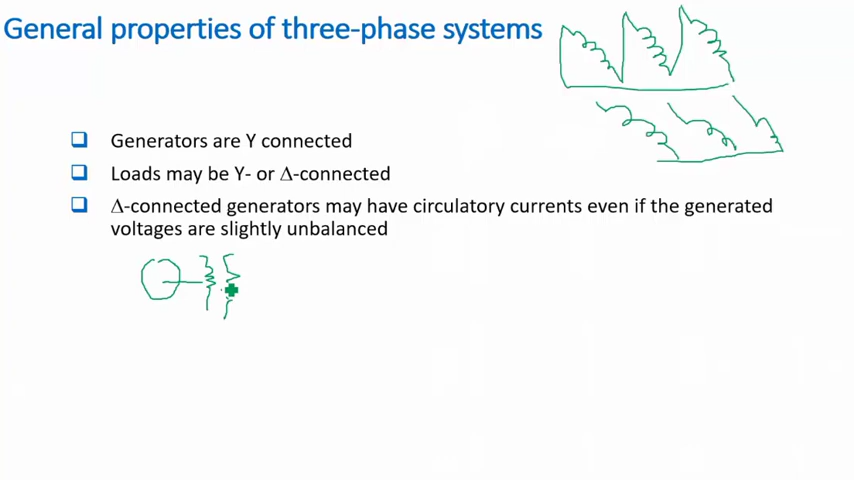 General properties of three-phase systems
Generators are Y connected
Loads may be Y- or Δ-connected
Δ-connected generators may have circulatory currents even if the generated
voltages are slightly unbalanced